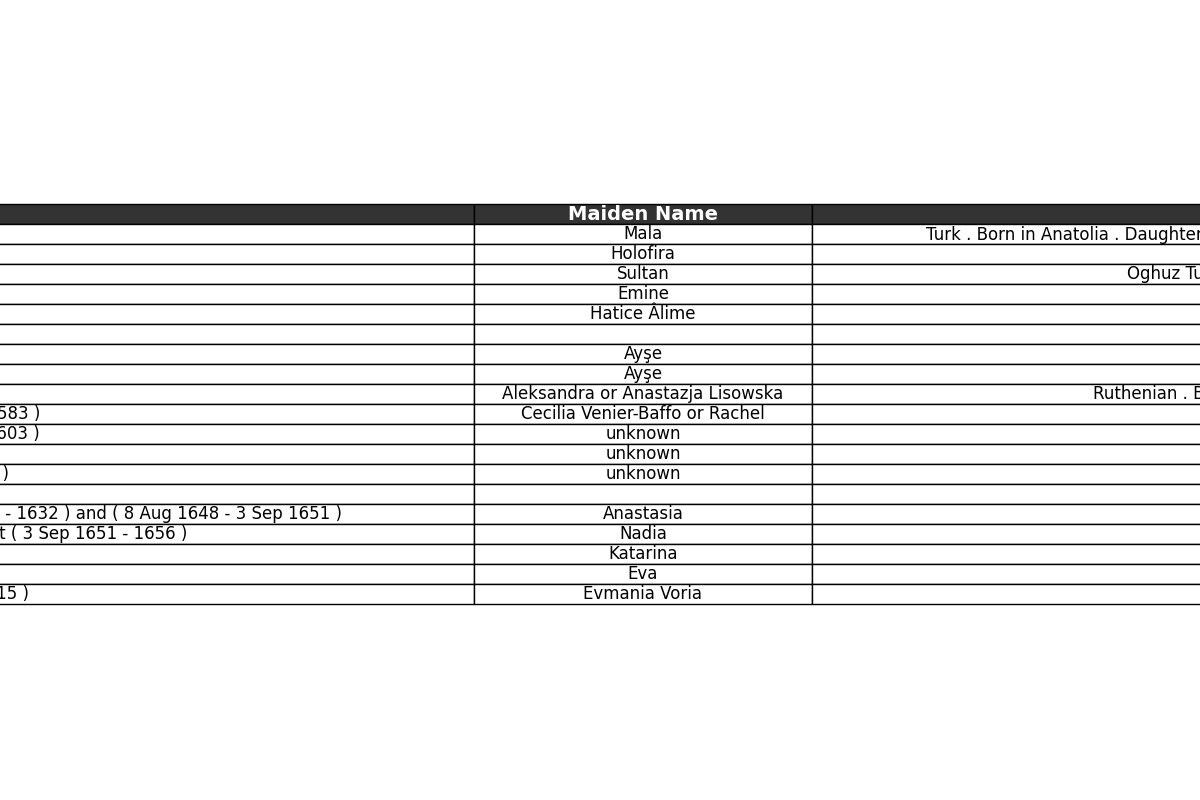 Maiden Name
Mala Turk . Born in Anatolia . Daughter
Holofira
Sultan Oghuz
Emine
Hatice Âlime
Ayşe
Ayşe
Aleksandra or Anastazja Lisowska Ruthenian .
583 ) Cecilia Venier-Baffo or Rachel
603 ) unknown
unknown
) unknown
- 1632 ) and ( 8 Aug 1648 - 3 Sep 1651 ) Anastasia
t ( 3 Sep 1651 - 1656 ) Nadia
Katarina
Eva
15 ) Evmania Voria